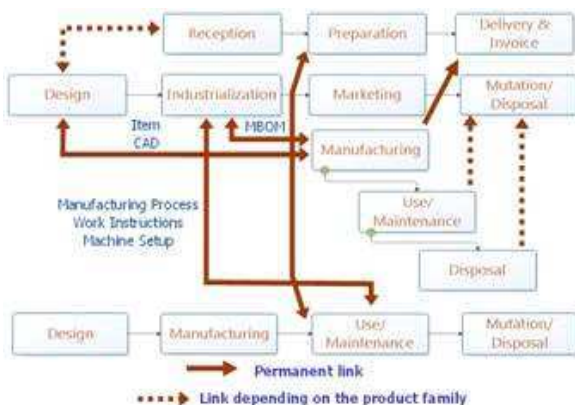 Reception
Preparation
Delivery &
Invoice
Design
Industrialization
Marketing
Mutation/
Disposal
Item
CAD
MBOM
Manufacturing
Manufacturing Process
Work Instructions
Machine Setup
Use/
Maintenance
Disposal
Design
Manufacturing
Use/
Maintenance
Mutation/
Disposal
Permanent link
Link depending on the product family